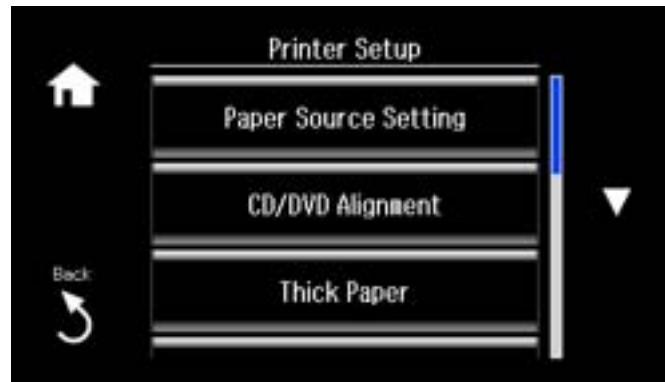 Printer Setup
Paper Source Setting
CD/DVD Alignment
Back
Thick Paper